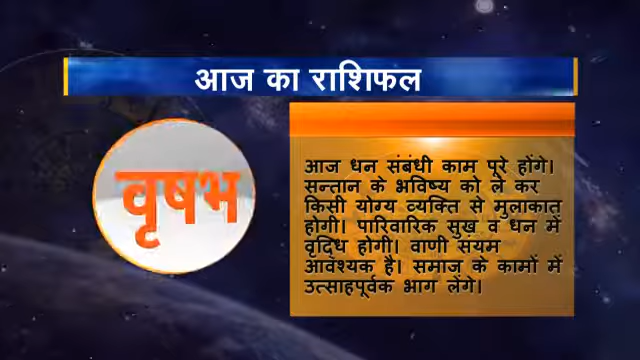 आज का राशिफल
वृषभ
आज धन संबंधी काम पूरे होंगे।
सन्तान के भविष्य को ले कर
किसी योग्य व्यक्ति से मुलाकात
होगी। पारिवारिक सुख व धन में
वृद्धि होगी। वाणी संयम
आवश्यक है। समाज के कामों में
उत्साहपूर्वक भाग लेंगे।